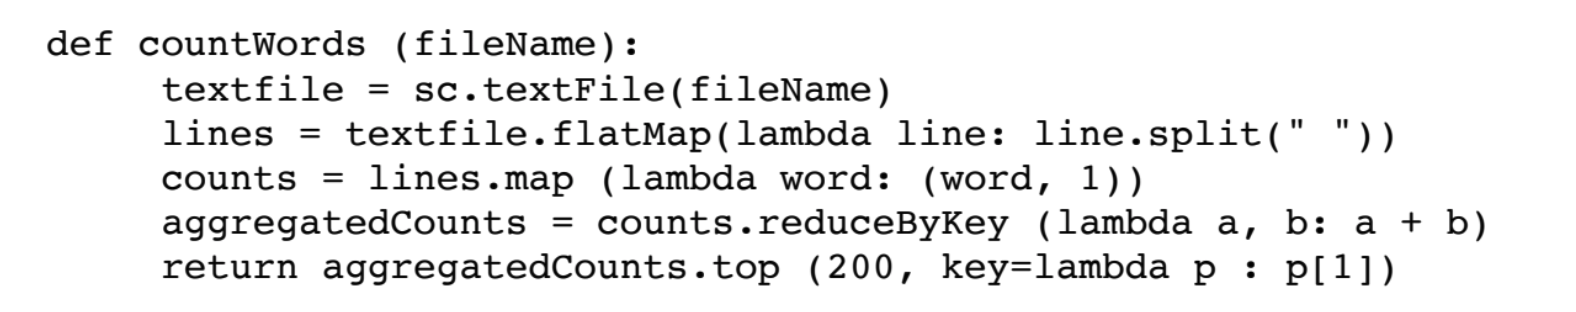 def countWords (fileName):
textfile = sc.textFile(fileName)
lines = textfile.flatMap(lambda line: line.split(" "))
counts = lines.map (lambda word: (word, 1))
aggregatedCounts = counts.reduceByKey (lambda a, b: a + b)
return aggregatedCounts.top (200, key=lambda p : p[1])